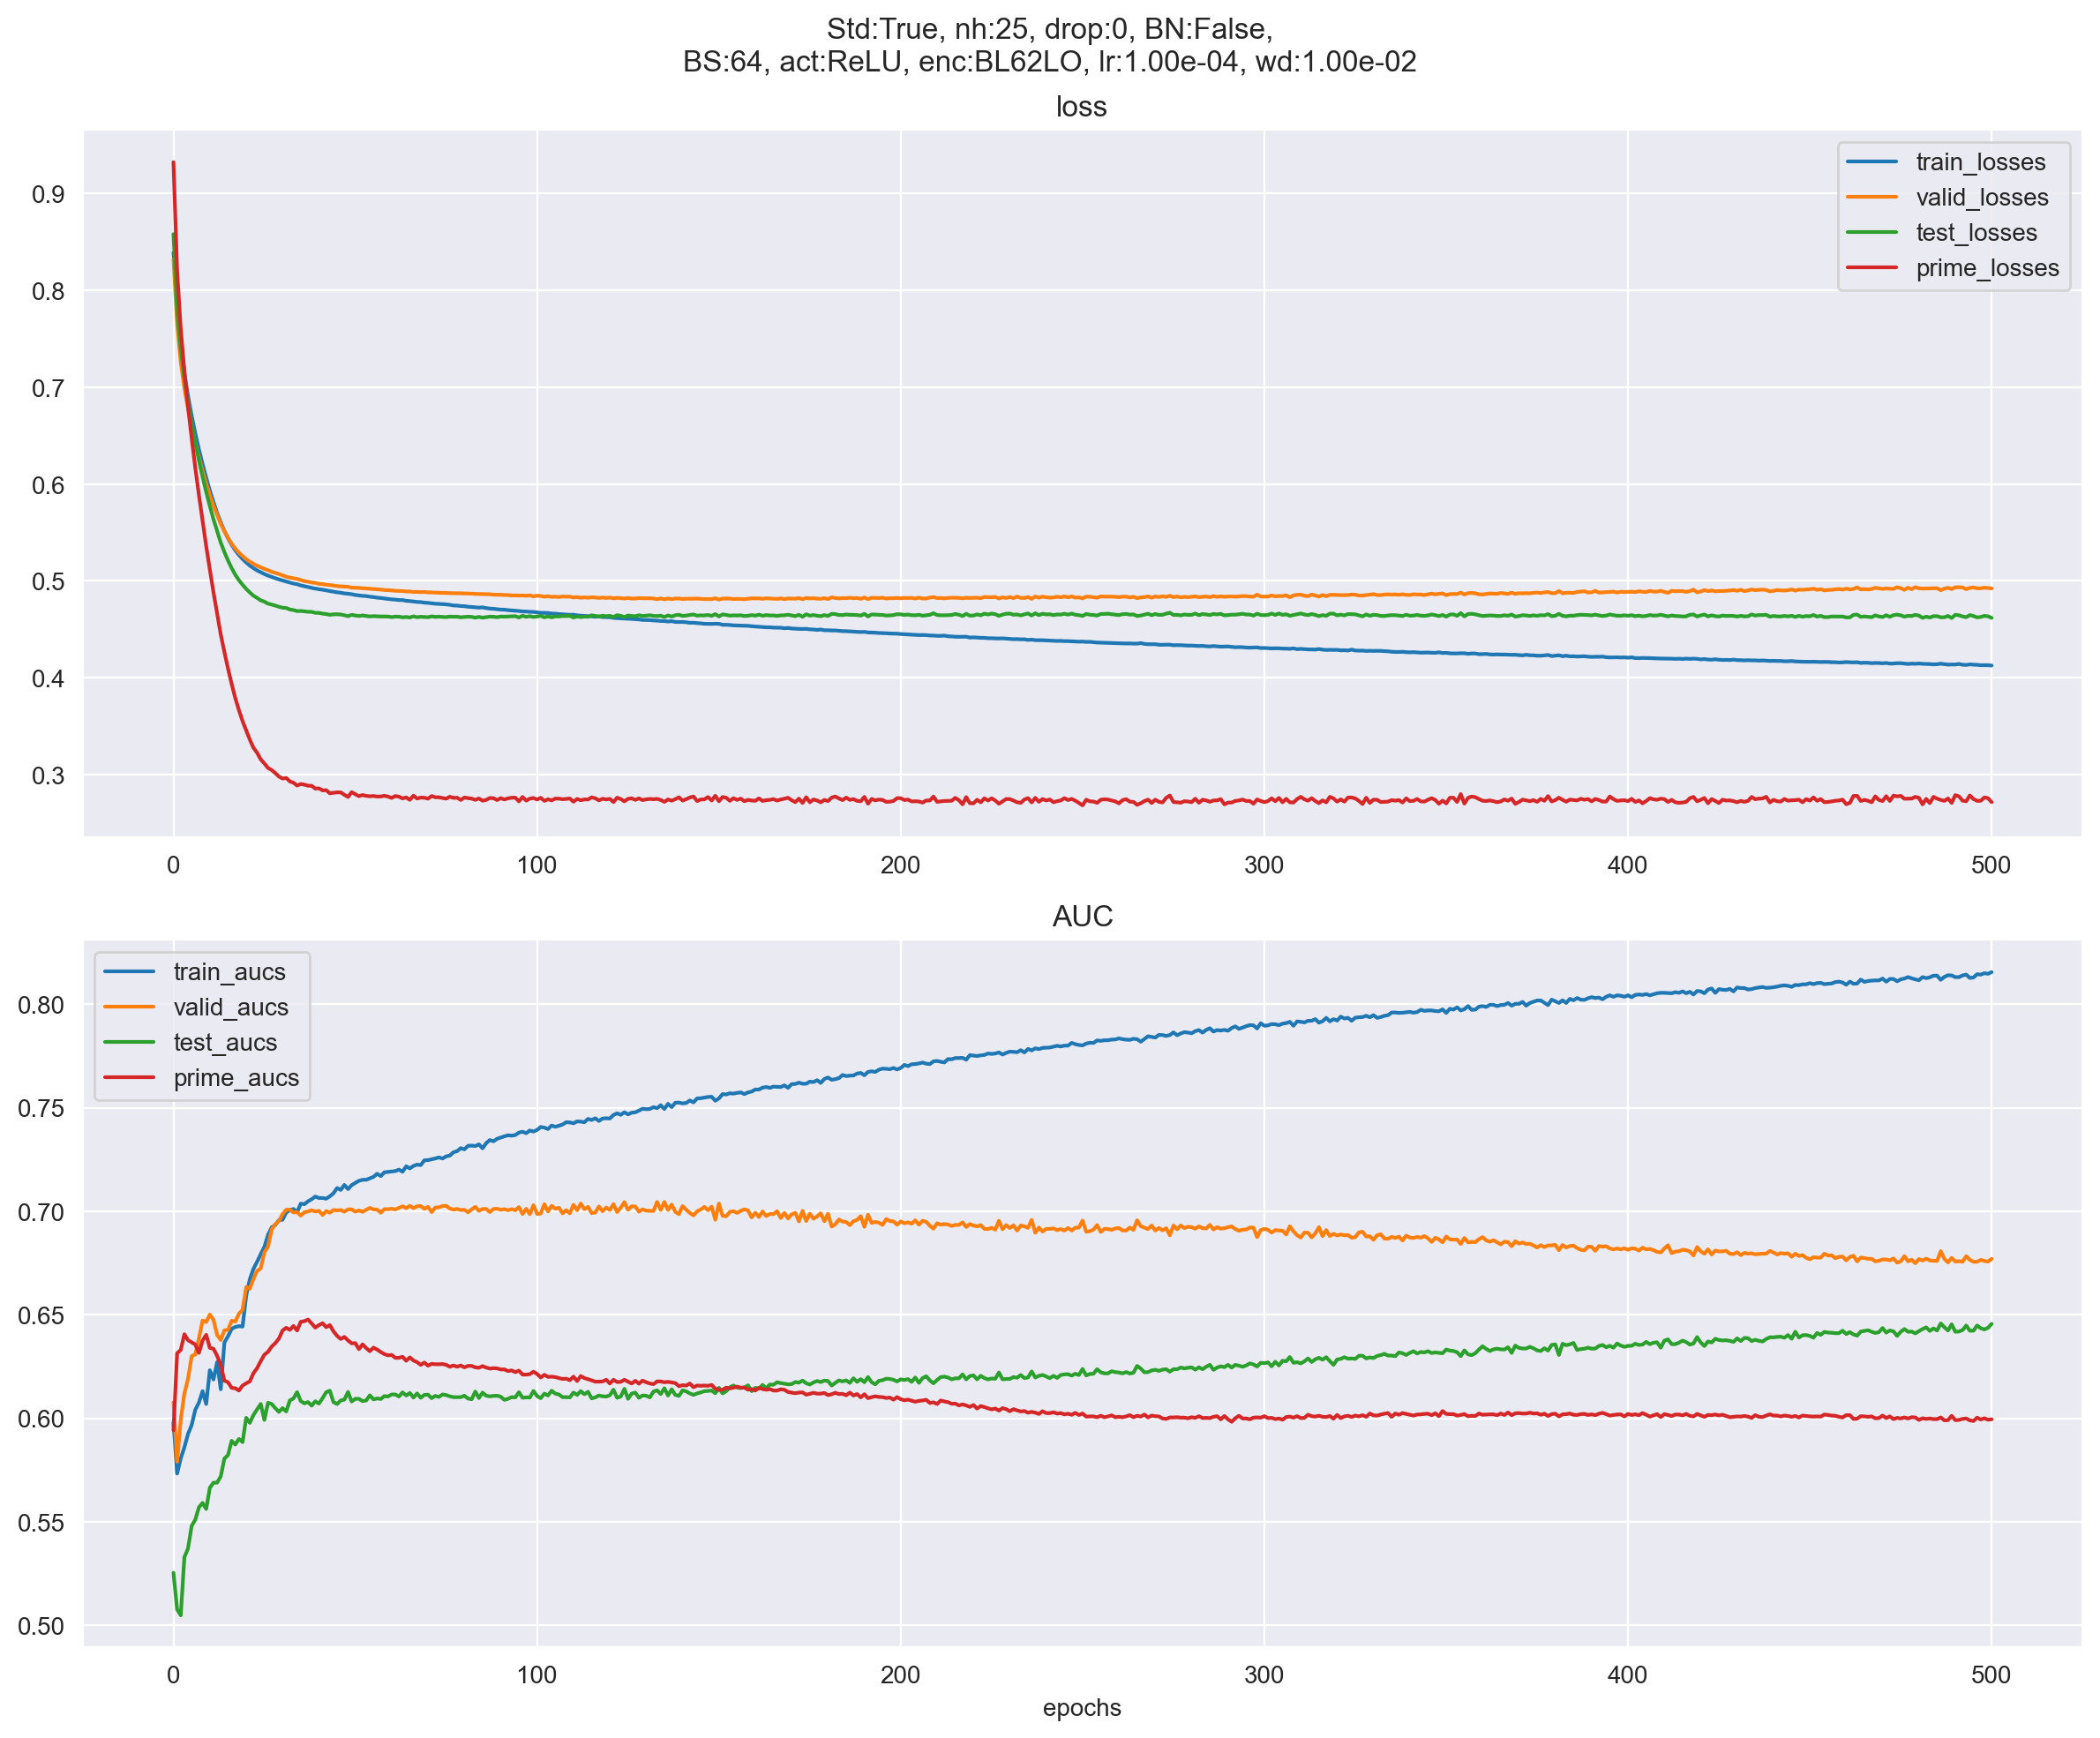 Std:True, nh:25, drop:0, BN:False,
BS:64, act:ReLU, enc:BL62LO, lr:1.00e-04, wd:1.00e-02
loss
train_losses
valid_losses
test_losses
prime_losses
0.9
0.8
0.7
0.6
0.5
0.4
0.3
0 100 200 300 400 500
AUC
train_aucs
valid_aucs
test_aucs
prime_aucs
0.80
0.75
0.70
0.65
0.60
0.55
0.50
0 100 200 300 400 500
epochs